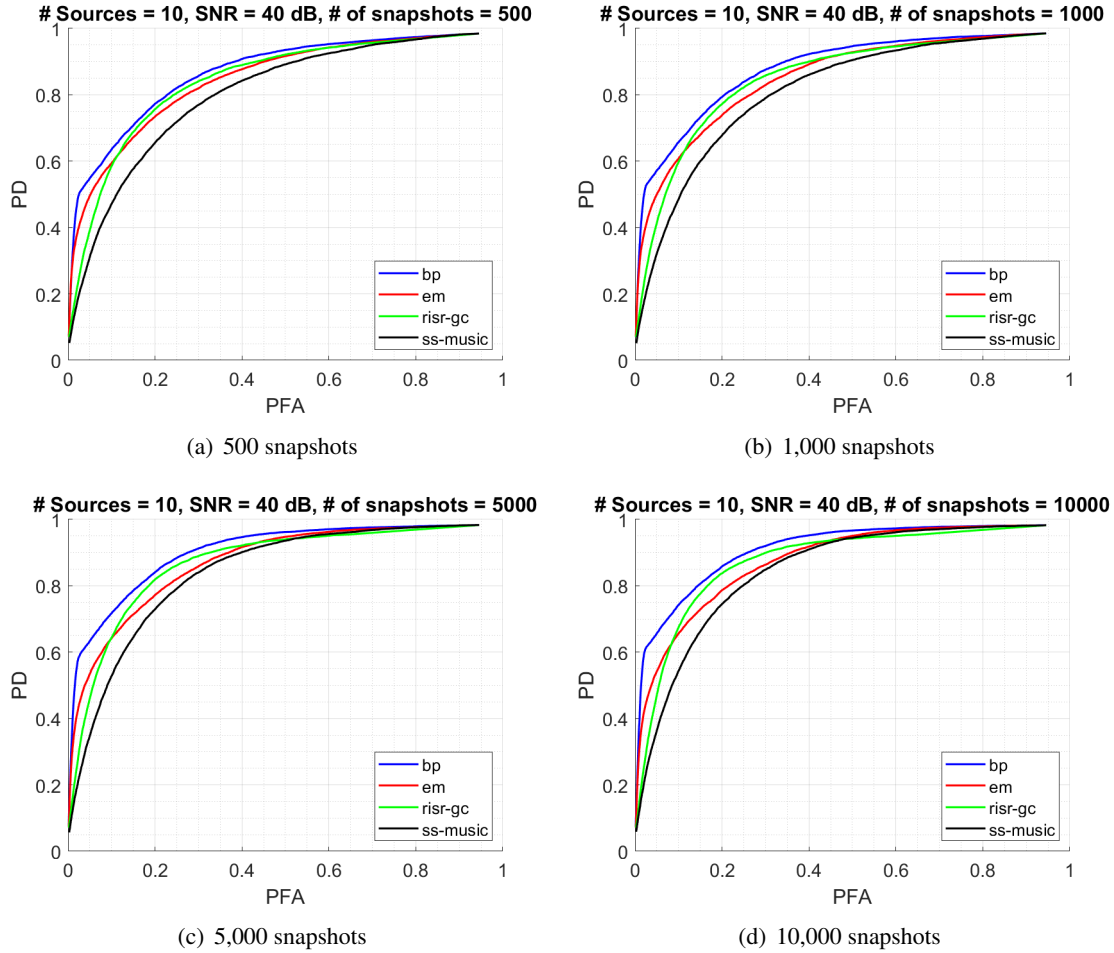 # Sources = 10, SNR = 40 dB, # of snapshots = 500
1
0.8
0.6
0.4
0.2
0
PD
0 0.2 0.4 0.6 0.8 1
PFA
bp
em
risr-gc
ss-music
(a) 500 snapshots
# Sources = 10, SNR = 40 dB, # of snapshots = 1000
1
0.8
0.6
0.4
0.2
0
PD
0 0.2 0.4 0.6 0.8 1
PFA
bp
em
risr-gc
ss-music
(b) 1,000 snapshots
# Sources = 10, SNR = 40 dB, # of snapshots = 5000
1
0.8
0.6
0.4
0.2
0
PD
0 0.2 0.4 0.6 0.8 1
PFA
bp
em
risr-gc
ss-music
(c) 5,000 snapshots
# Sources = 10, SNR = 40 dB, # of snapshots = 10000
1
0.8
0.6
0.4
0.2
0
PD
0 0.2 0.4 0.6 0.8 1
PFA
bp
em
risr-gc
ss-music
(d) 10,000 snapshots